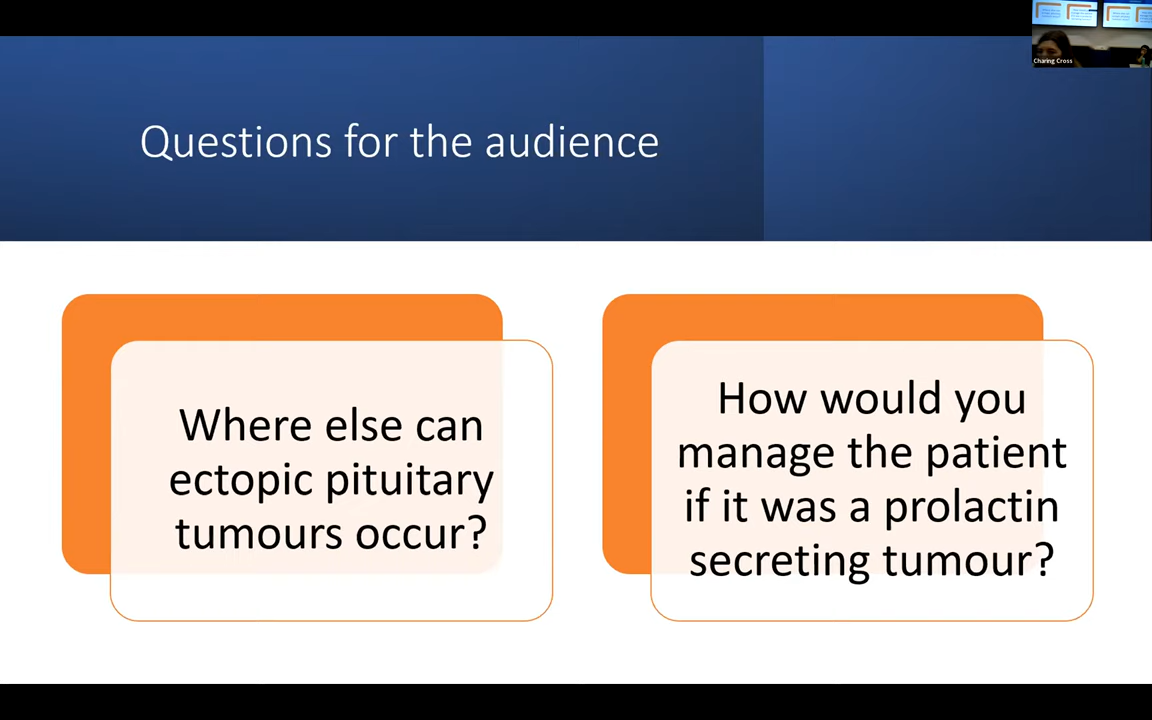 Charing Cross
Questions for the audience
Where else can
ectopic pituitary
tumours occur?
How would you
manage the patient
if it was a prolactin
secreting tumour?